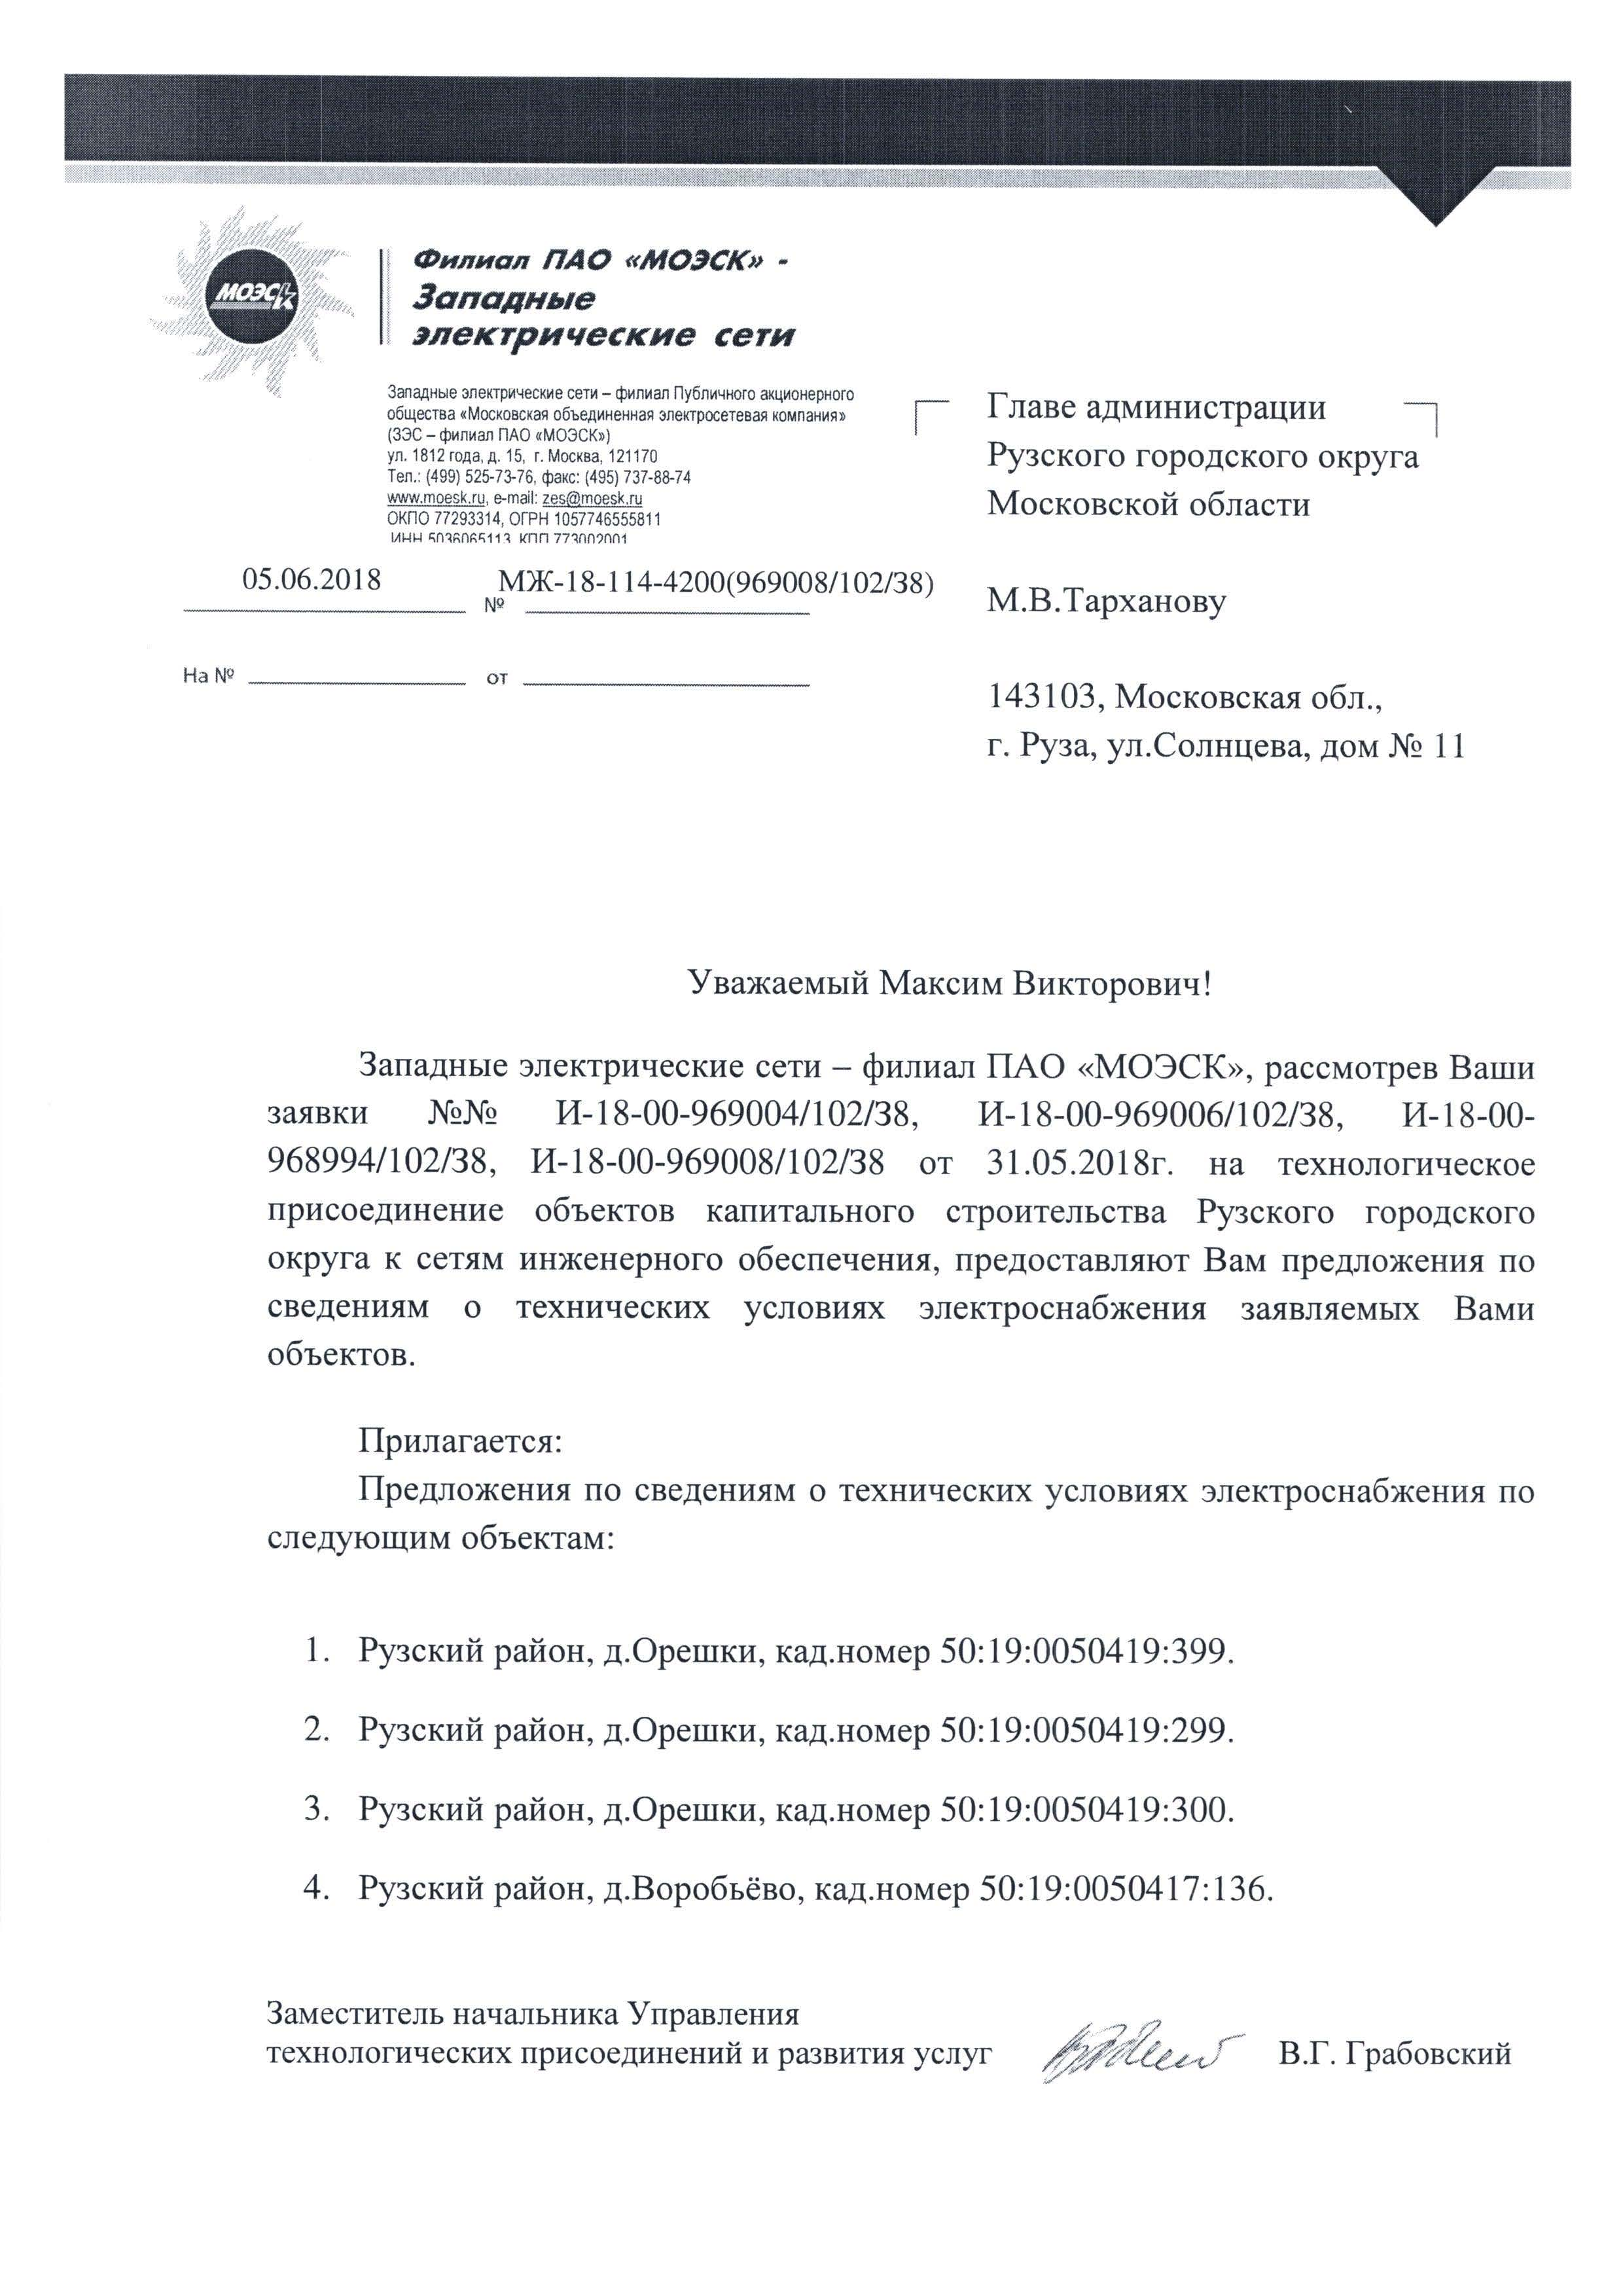 МОЭСК
Филиал ПАО «МОЭСК» -
Западные
электрические сети
Западные электрические сети – филиал Публичного акционерного
общества «Московская объединенная электросетевая компания»
(ЗЭС – филиал ПАО «МОЭСК»)
ул. 1812 года, д. 15, г. Москва, 121170
Тел.: (499) 525-73-76, факс: (495) 737-88-74
www.moesk.ru, e-mail: zes@moesk.ru
ОКПО 77293314, ОГРН 1057746555811
ИНН 5036065113 КПП 773002001
05.06.2018 № МЖ-18-114-4200(969008/102/З8)
На № от
Главе администрации
Рузского городского округа
Московской области
М.В.Тарханову
143103, Московская обл.,
г. Руза, ул.Солнцева, дом № 11
Уважаемый Максим Викторович!
Западные электрические сети – филиал ПАО «МОЭСК», рассмотрев Ваши
заявки №№ И-18-00-969004/102/З8, И-18-00-969006/102/З8, И-18-00-
968994/102/З8, И-18-00-969008/102/З8 от 31.05.2018г. на технологическое
присоединение объектов капитального строительства Рузского городского
округа к сетям инженерного обеспечения, предоставляют Вам предложения по
сведениям о технических условиях электроснабжения заявляемых Вами
объектов.
Прилагается:
Предложения по сведениям о технических условиях электроснабжения по
следующим объектам:
1. Рузский район, д.Орешки, кад.номер 50:19:0050419:399.
2. Рузский район, д.Орешки, кад.номер 50:19:0050419:299.
3. Рузский район, д.Орешки, кад.номер 50:19:0050419:300.
4. Рузский район, д.Воробьёво, кад.номер 50:19:0050417:136.
Заместитель начальника Управления
технологических присоединений и развития услуг В.Г. Грабовский